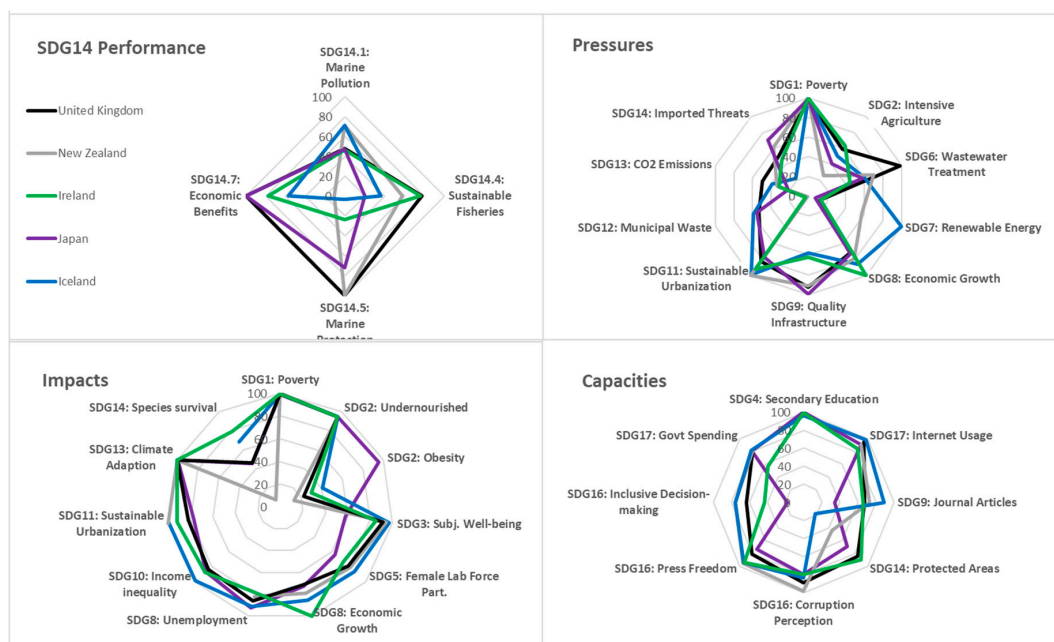 SDG14 Performance
SDG14.1:
Marine
Pollution
100
80
60
40
20
0
United Kingdom
New Zealand
Ireland
Japan
Iceland
SDG14.7:
Economic
Benefits
SDG14.4:
Sustainable
Fisheries
SDG14.5:
Marine
Protection
Pressures
SDG1: Poverty
100
80
60
40
20
0
SDG14: Imported Threats
SDG2: Intensive
Agriculture
SDG13: CO2 Emissions
SDG6: Wastewater
Treatment
SDG12: Municipal Waste
SDG7: Renewable Energy
SDG11: Sustainable
Urbanization
SDG8: Economic Growth
SDG9: Quality
Infrastructure
Impacts
SDG1: Poverty
100
80
60
40
20
0
SDG14: Species survival
SDG2: Undernourished
SDG13: Climate
Adaption
SDG2: Obesity
SDG11: Sustainable
Urbanization
SDG3: Subj. Well-being
SDG10: Income
inequality
SDG5: Female Lab Force
Part.
SDG8: Unemployment
SDG8: Economic
Growth
Capacities
SDG4: Secondary Education
100
80
60
40
20
0
SDG17: Govt Spending
SDG17: Internet Usage
SDG16: Inclusive Decision-
making
SDG9: Journal Articles
SDG16: Press Freedom
SDG14: Protected Areas
SDG16: Corruption
Perception